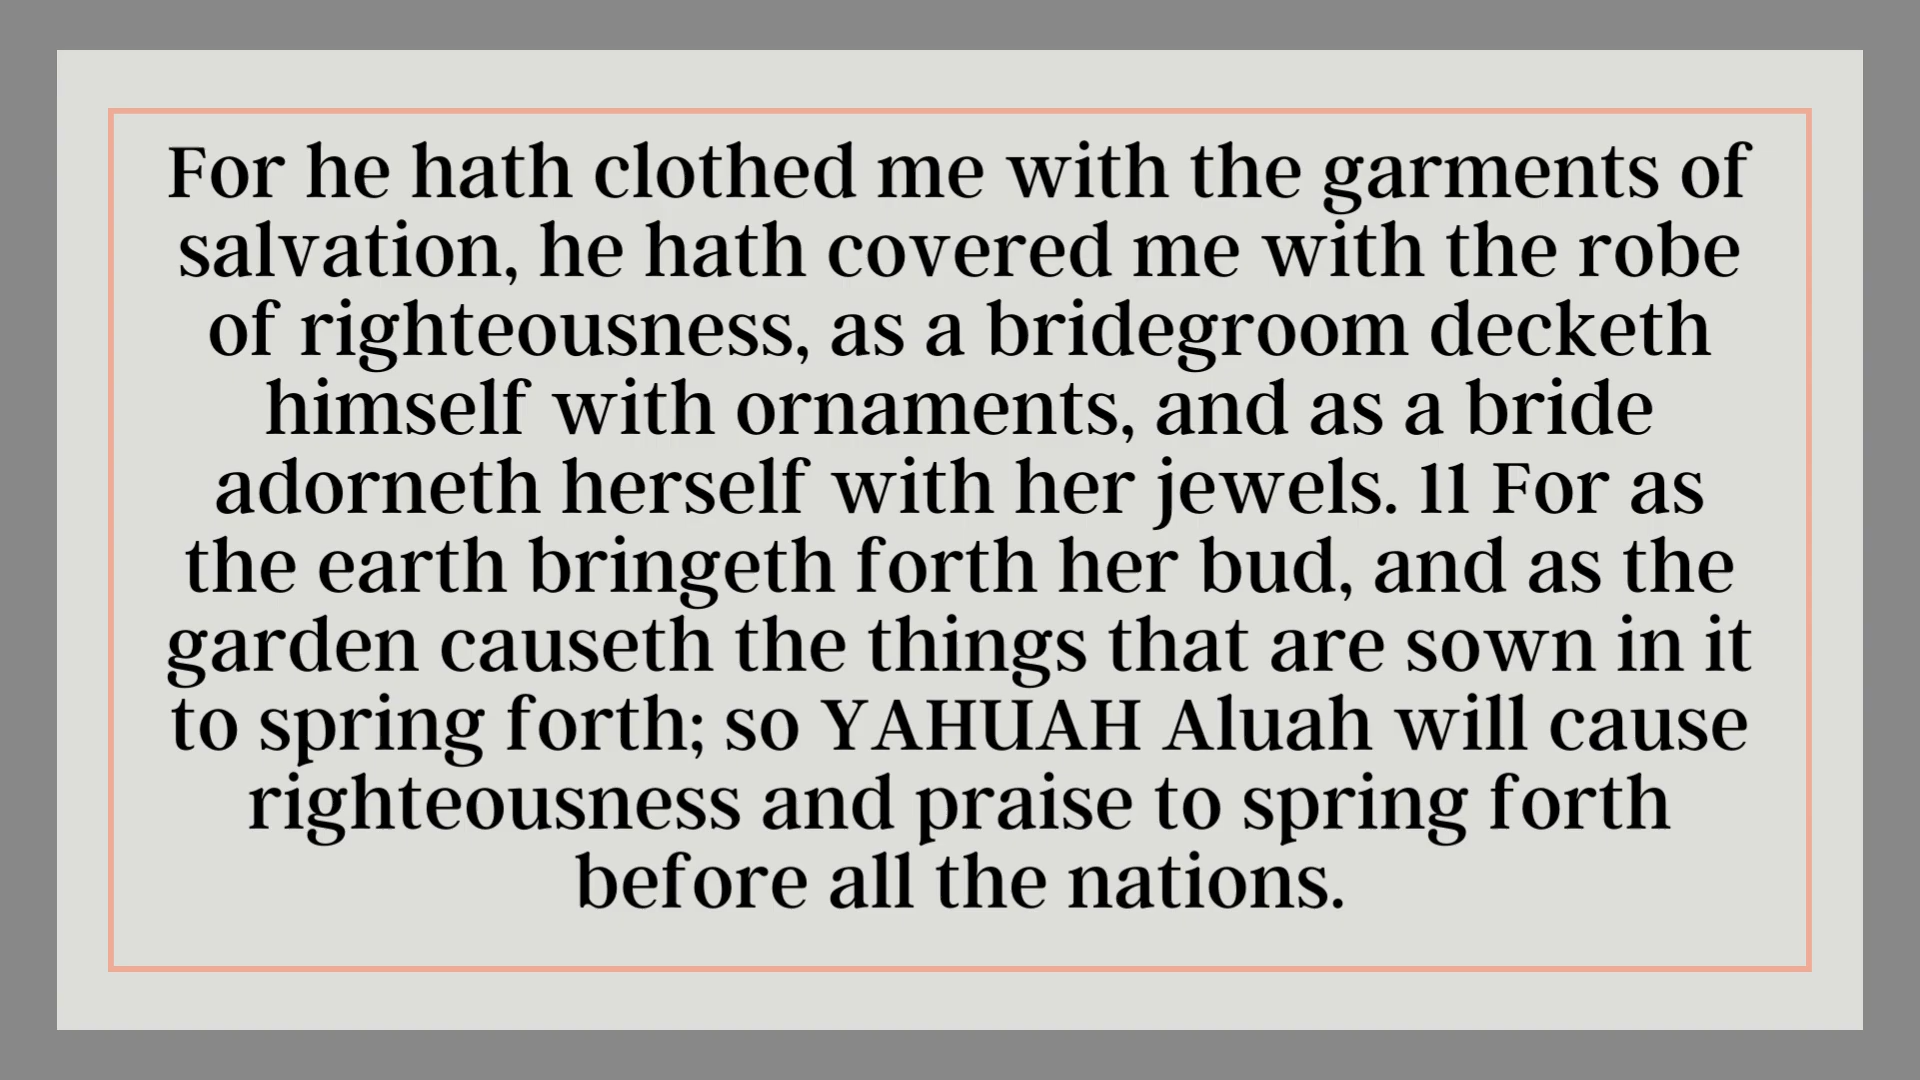 For he hath clothed me with the garments of
salvation, he hath covered me with the robe
of righteousness, as a bridegroom decketh
himself with ornaments, and as a bride
adorneth herself with her jewels. 11 For as
the earth bringeth forth her bud, and as the
garden causeth the things that are sown in it
to spring forth; so YAHUAH Aluah will cause
righteousness and praise to spring forth
before all the nations.